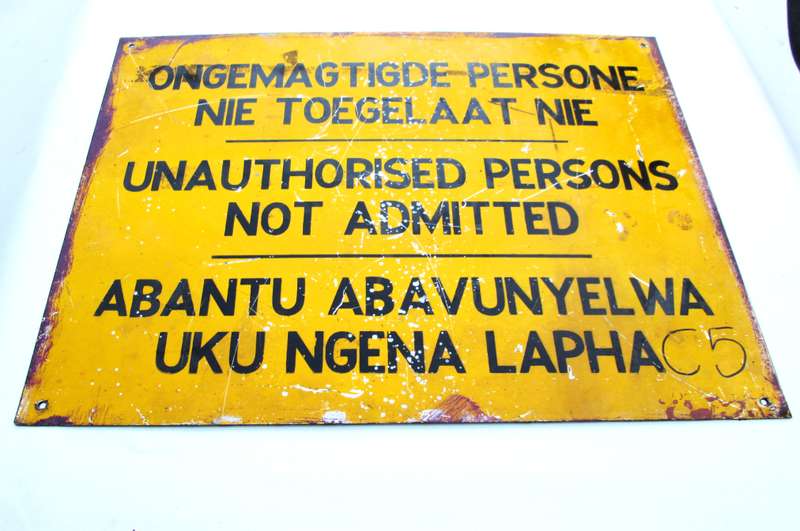 ONGEMAGTIGDE PERSONE
NIE TOEGELAAT NIE
UNAUTHORISED PERSONS
NOT ADMITTED
ABANTU ABAVUNYELWA
UKU NGENA LAPHA C5